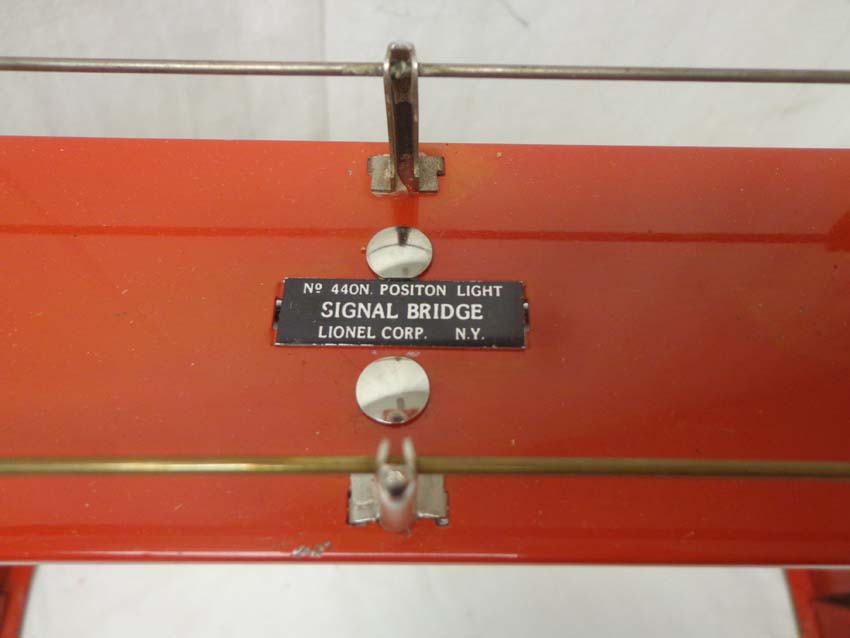 Nº 440N. POSITON LIGHT
SIGNAL BRIDGE
LIONEL CORP. N.Y.